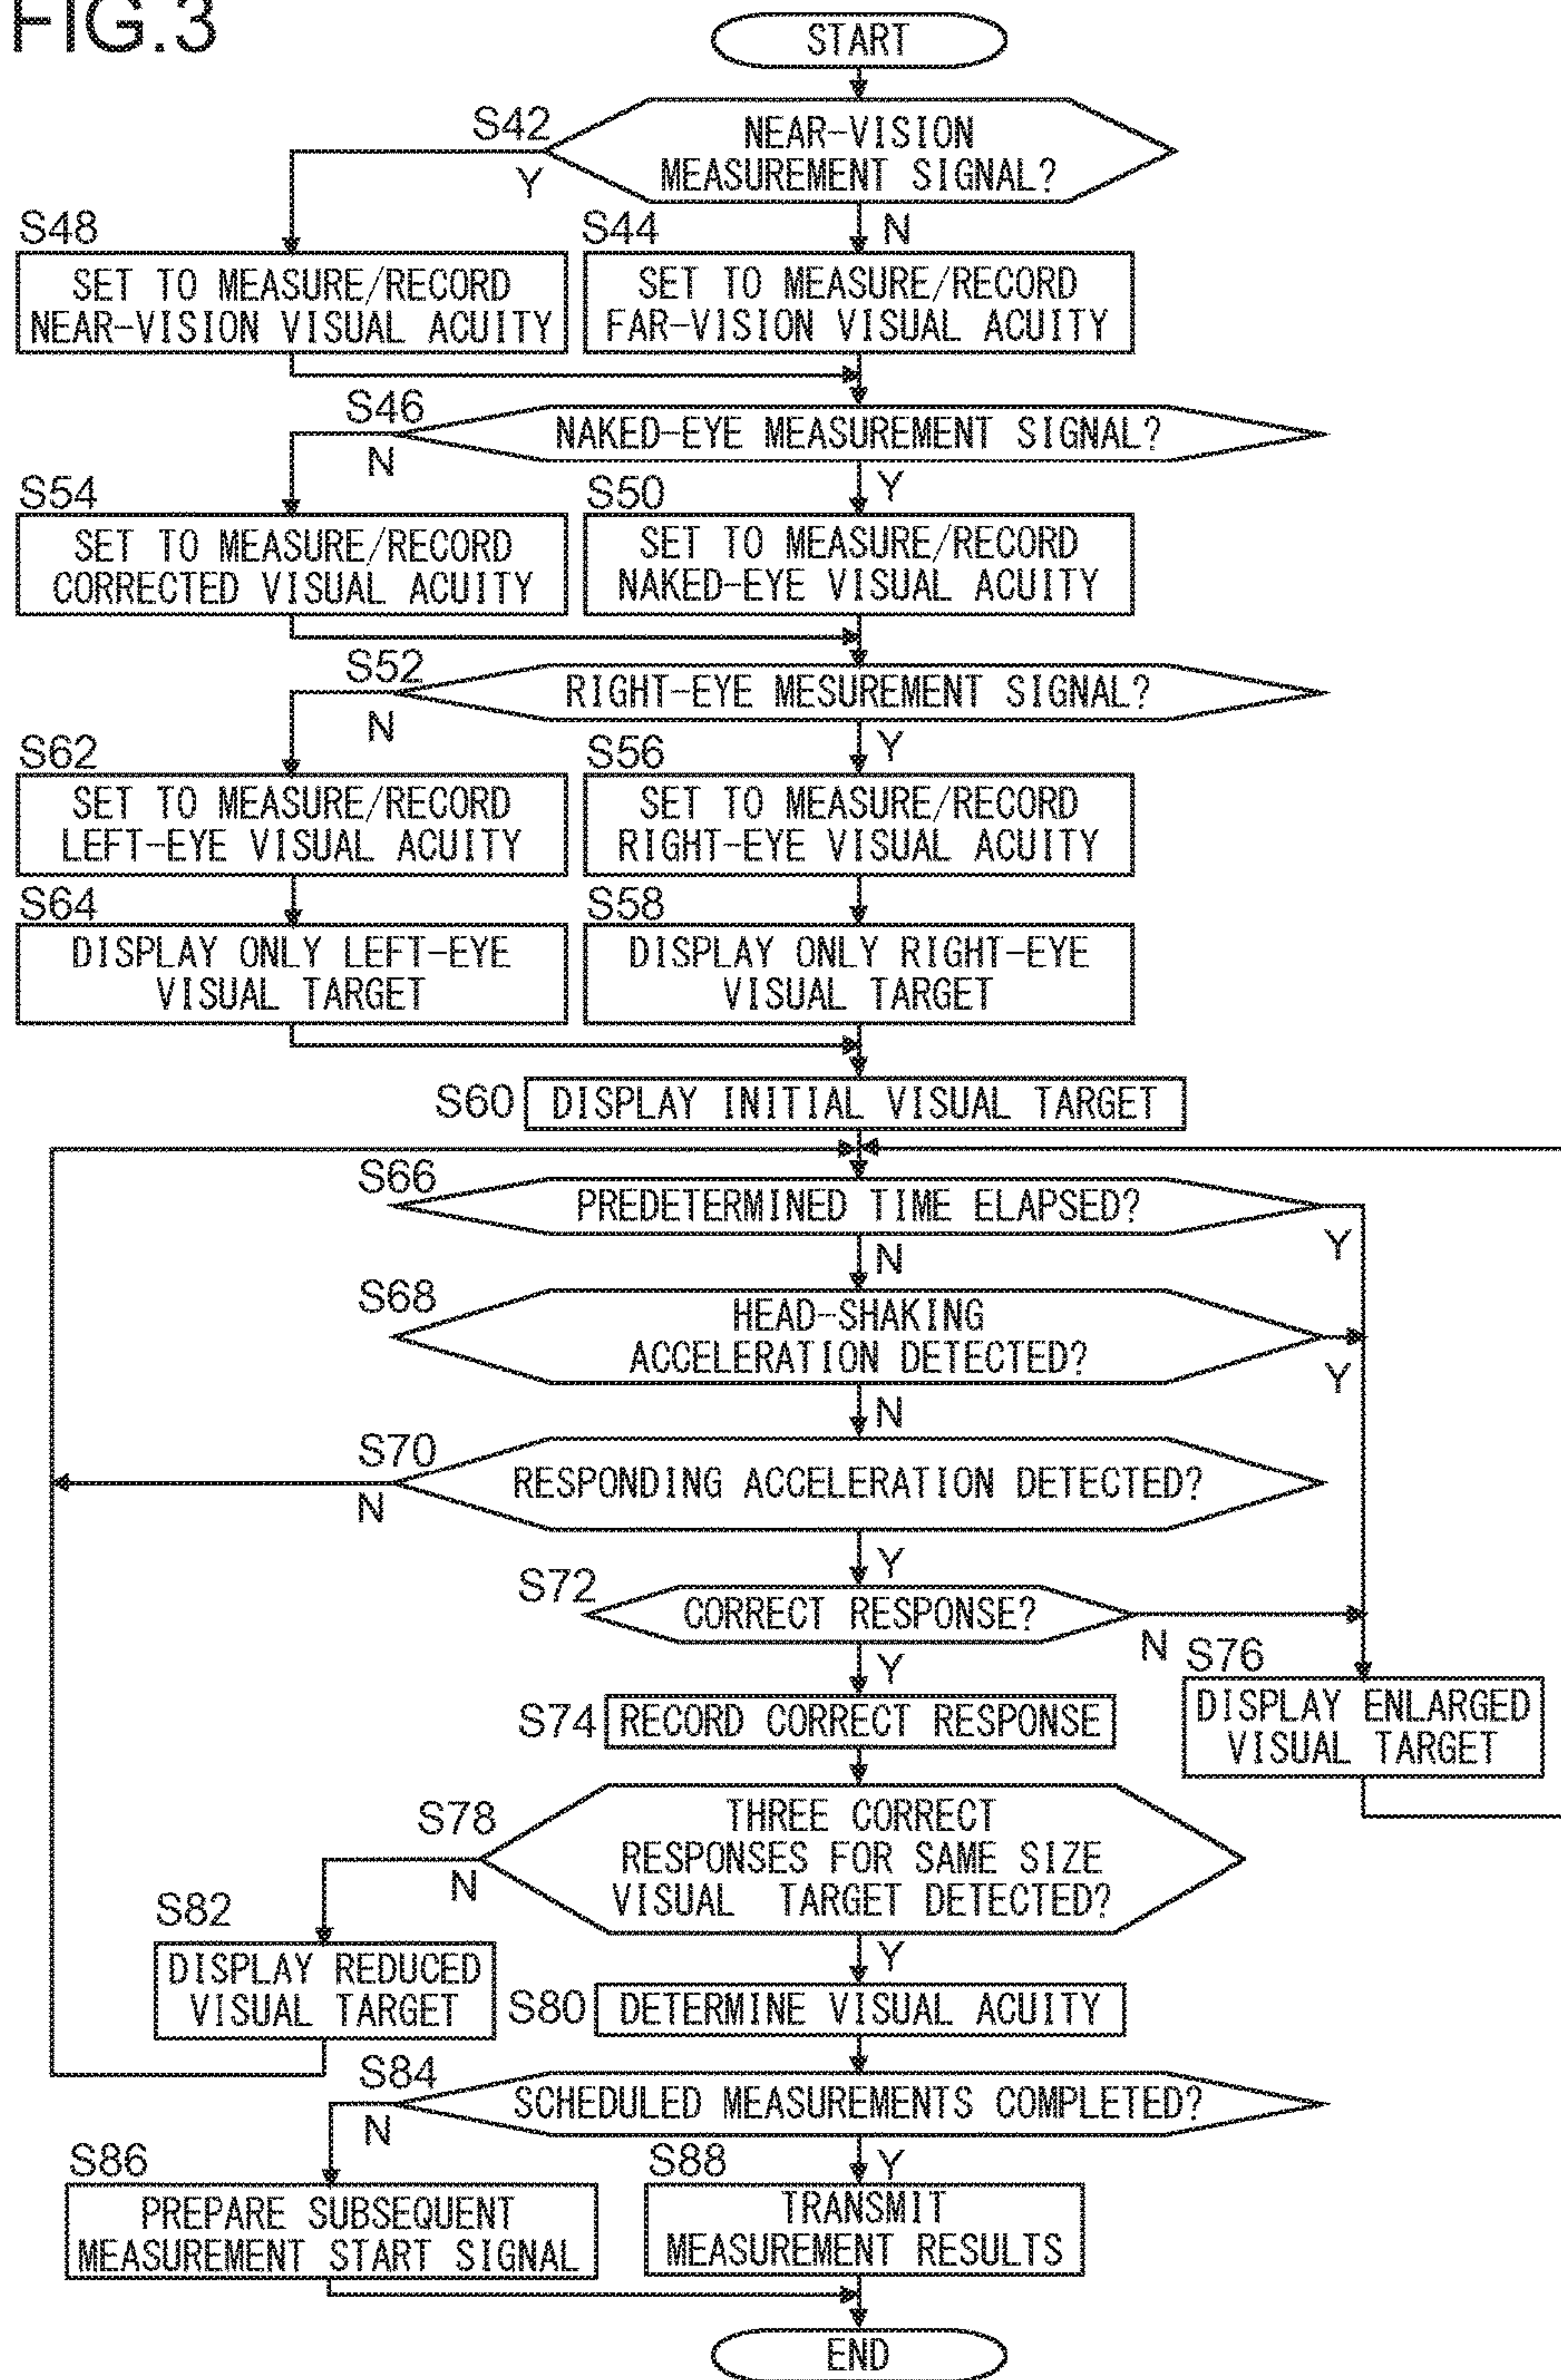 FIG.3
START
S42
NEAR-VISION
MEASUREMENT SIGNAL?
Y
N
S48
SET TO MEASURE/RECORD
NEAR-VISION VISUAL ACUITY
S44
SET TO MEASURE/RECORD
FAR-VISION VISUAL ACUITY
S46
NAKED-EYE MEASUREMENT SIGNAL?
N
Y
S54
SET TO MEASURE/RECORD
CORRECTED VISUAL ACUITY
S50
SET TO MEASURE/RECORD
NAKED-EYE VISUAL ACUITY
S52
RIGHT-EYE MESUREMENT SIGNAL?
N
Y
S62
SET TO MEASURE/RECORD
LEFT-EYE VISUAL ACUITY
S56
SET TO MEASURE/RECORD
RIGHT-EYE VISUAL ACUITY
S64
DISPLAY ONLY LEFT-EYE
VISUAL TARGET
S58
DISPLAY ONLY RIGHT-EYE
VISUAL TARGET
S60
DISPLAY INITIAL VISUAL TARGET
S66
PREDETERMINED TIME ELAPSED?
Y
N
S68
HEAD-SHAKING
ACCELERATION DETECTED?
Y
N
S70
RESPONDING ACCELERATION DETECTED?
N
Y
S72
CORRECT RESPONSE?
N
Y
S76
DISPLAY ENLARGED
VISUAL TARGET
S74
RECORD CORRECT RESPONSE
S78
THREE CORRECT
RESPONSES FOR SAME SIZE
VISUAL TARGET DETECTED?
N
Y
S82
DISPLAY REDUCED
VISUAL TARGET
S80
DETERMINE VISUAL ACUITY
S84
SCHEDULED MEASUREMENTS COMPLETED?
N
Y
S86
PREPARE SUBSEQUENT
MEASUREMENT START SIGNAL
S88
TRANSMIT
MEASUREMENT RESULTS
END